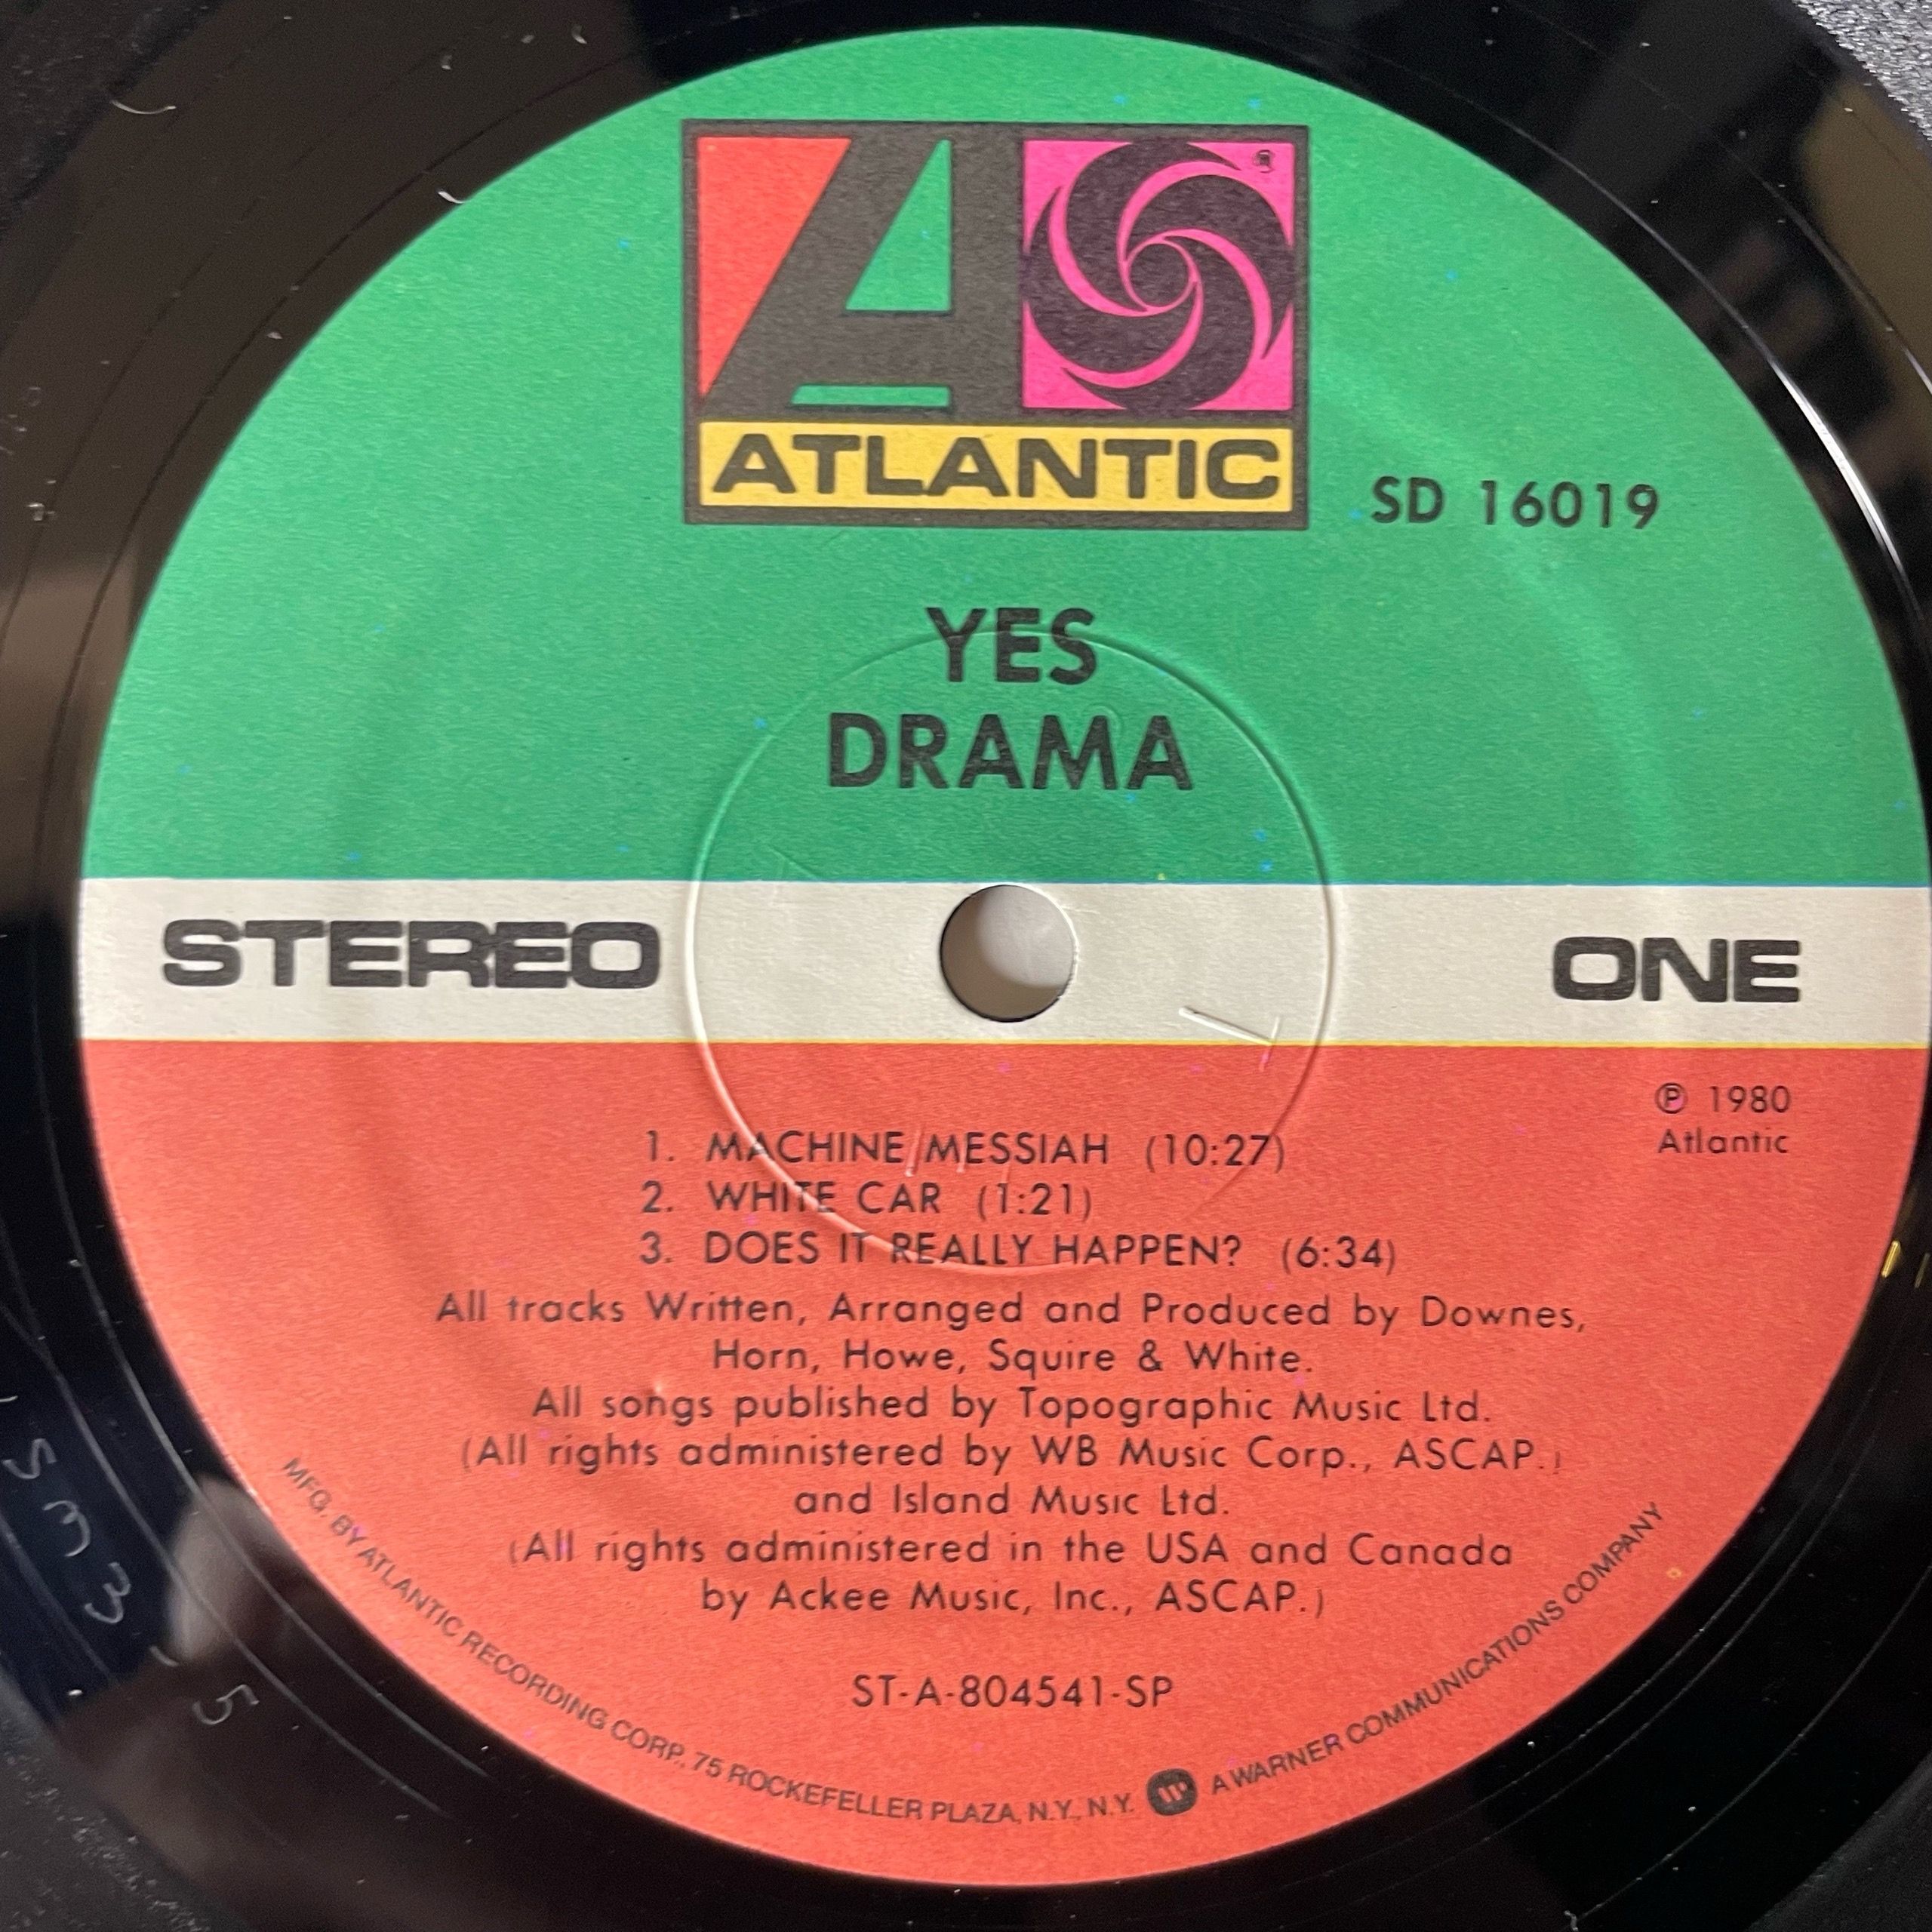 ATLANTIC
SD 16019
YES
DRAMA
STEREO
ONE
℗ 1980
Atlantic
1. MACHINE MESSIAH (10:27)
2. WHITE CAR (1:21)
3. DOES IT REALLY HAPPEN? (6:34)
All tracks Written, Arranged and Produced by Downes,
Horn, Howe, Squire & White.
All songs published by Topographic Music Ltd.
(All rights administered by WB Music Corp., ASCAP.)
and Island Music Ltd.
(All rights administered in the USA and Canada
by Ackee Music, Inc., ASCAP.)
ST-A-804541-SP
MFG. BY ATLANTIC RECORDING CORP., 75 ROCKEFELLER PLAZA, N.Y., N.Y. W A WARNER COMMUNICATIONS COMPANY